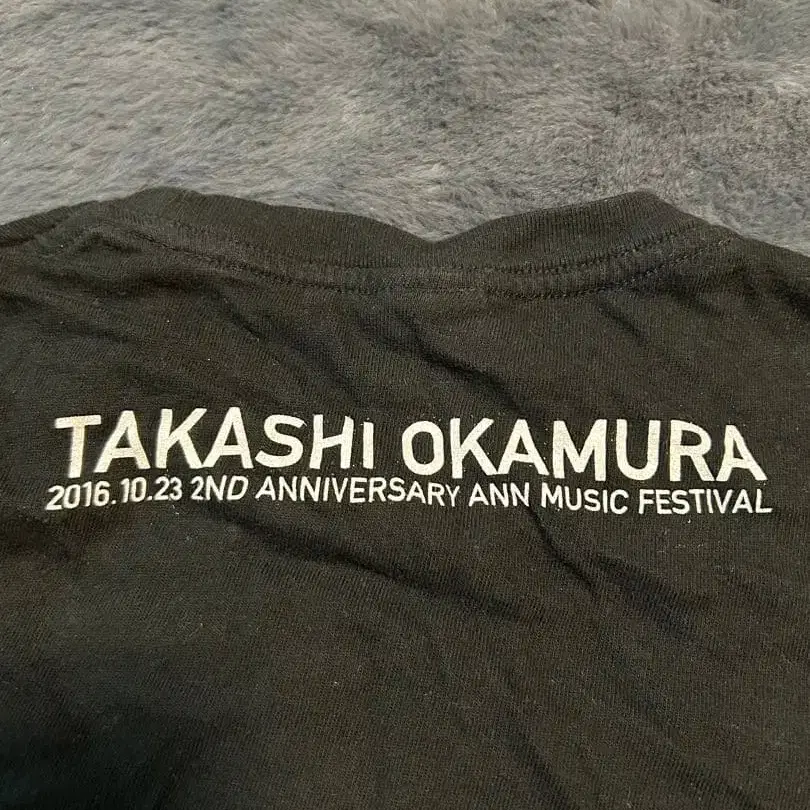 TAKASHI OKAMURA
2016.10.23 2ND ANNIVERSARY ANN MUSIC FESTIVAL